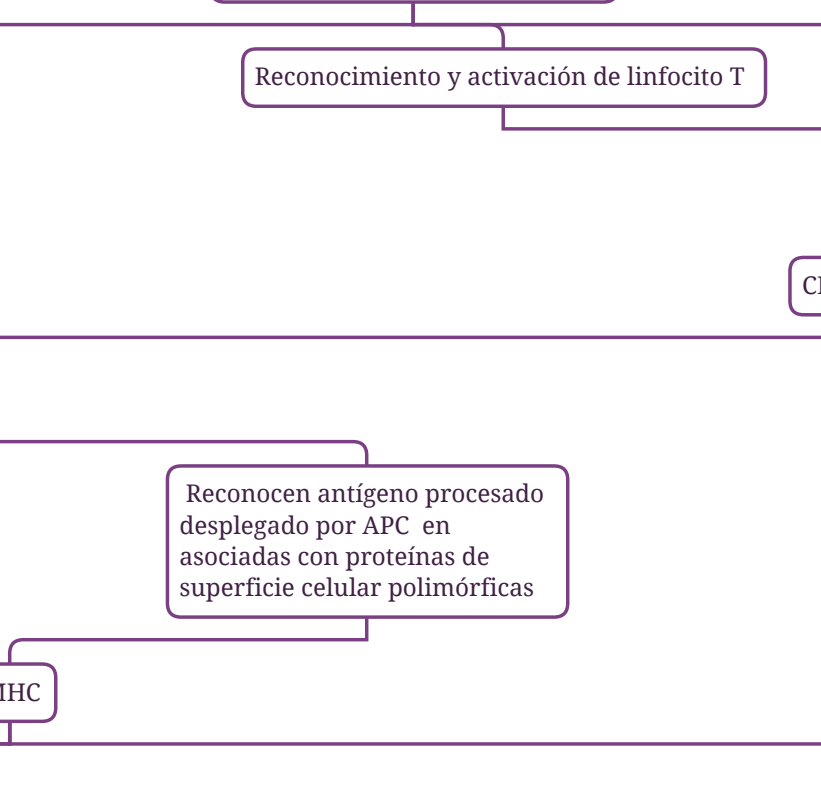 Reconocimiento y activación de linfocito T
Reconocen antígeno procesado
desplegado por APC en
asociadas con proteínas de
superficie celular polimórficas